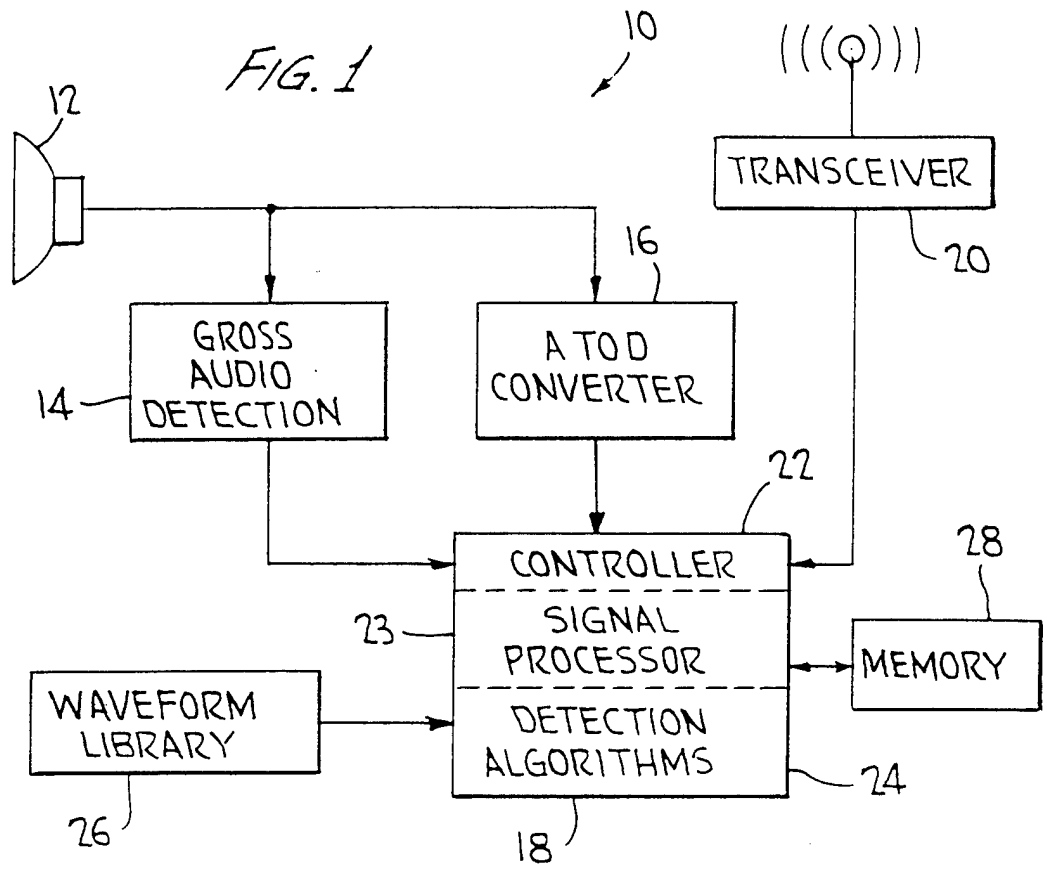 FIG. 1
10
12
TRANSCEIVER
20
16
GROSS
AUDIO
DETECTION
14
A TO D
CONVERTER
22
CONTROLLER
28
23
SIGNAL
PROCESSOR
MEMORY
WAVEFORM
LIBRARY
DETECTION
ALGORITHMS
24
26
18